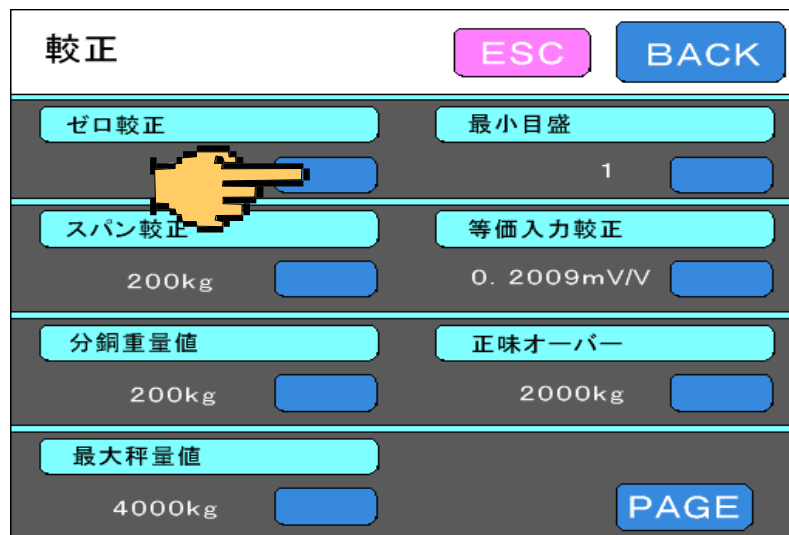 較正
ESC
BACK
ゼロ較正
最小目盛
1
スパン較正
等価入力較正
200kg
0. 2009mV/V
分銅重量値
正味オーバー
200kg
2000kg
最大秤量値
4000kg
PAGE